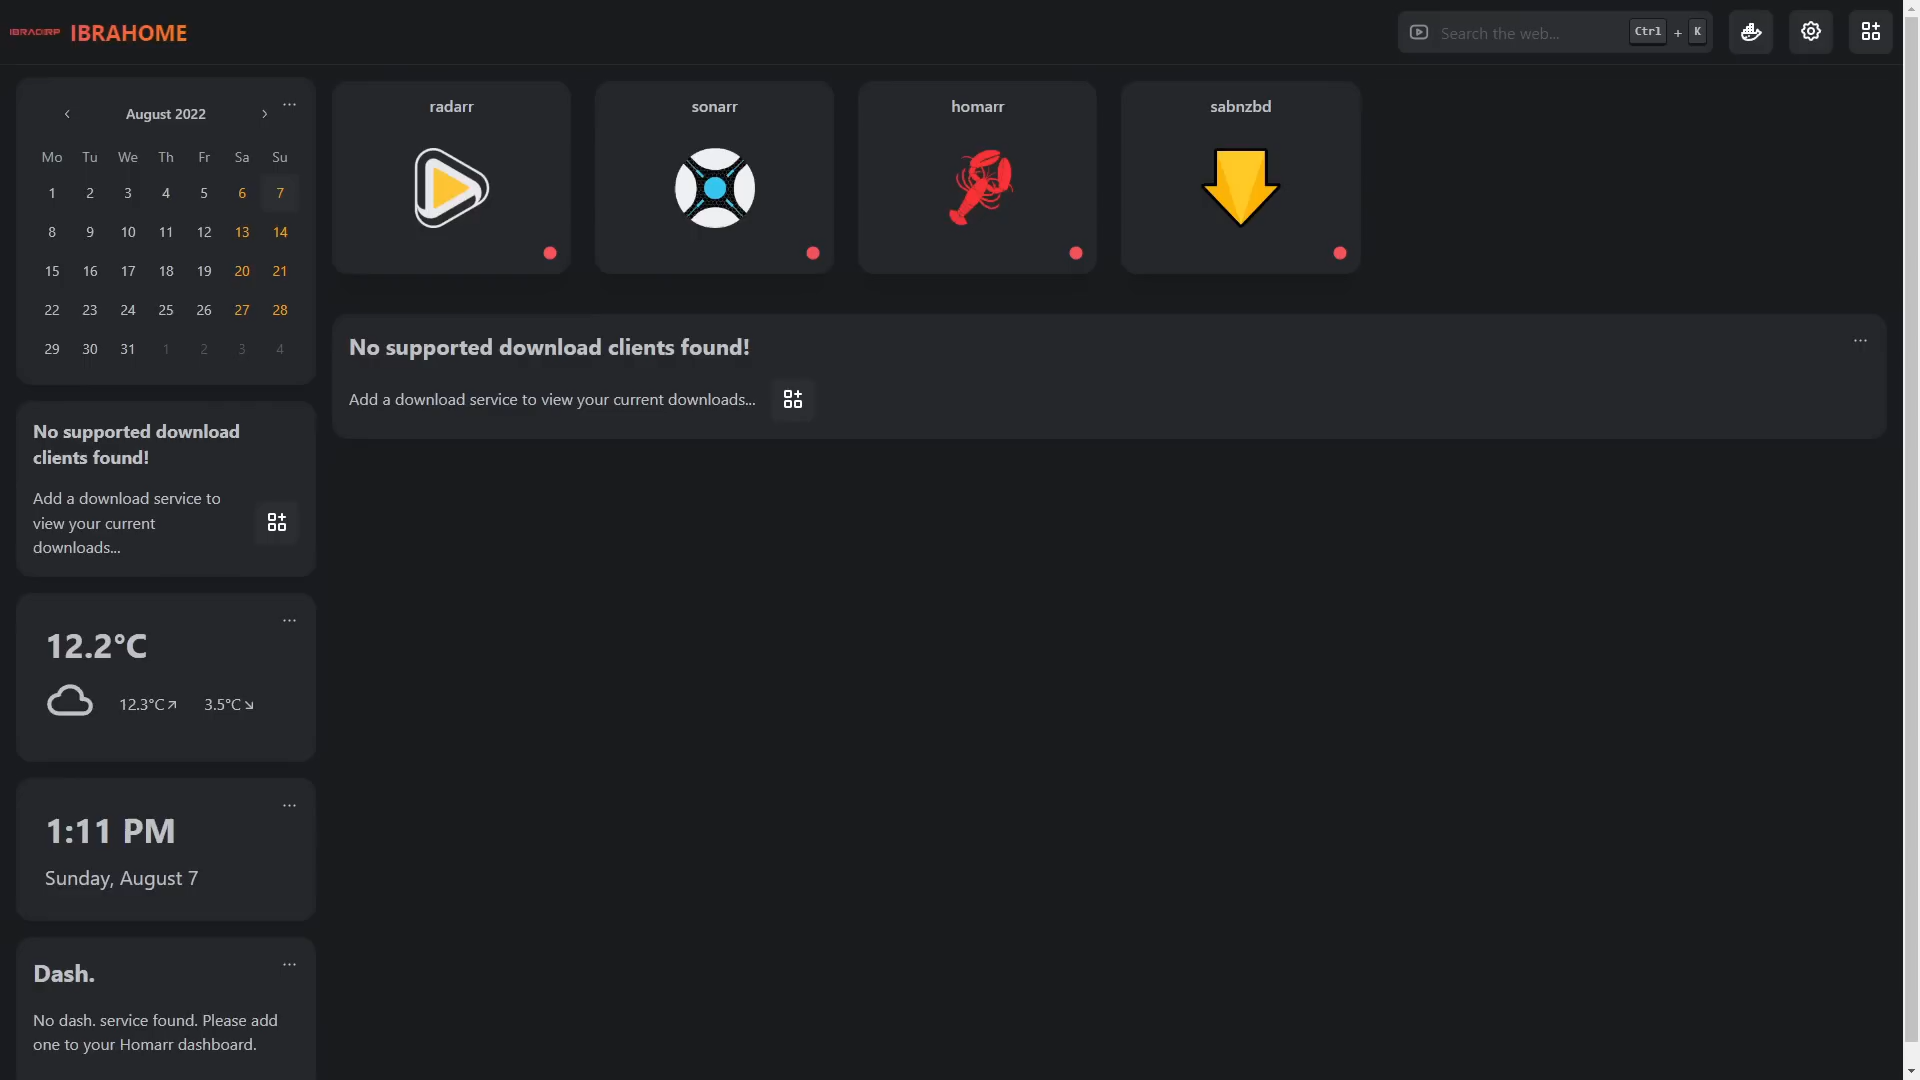 IBRADIRP IBRAHOME
Search the web... Ctrl + K
August 2022
Mo Tu We Th Fr Sa Su
1 2 3 4 5 6 7
8 9 10 11 12 13 14
15 16 17 18 19 20 21
22 23 24 25 26 27 28
29 30 31 1 2 3 4
No supported download
clients found!
Add a download service to
view your current
downloads...
12.2°C
12.3°C 3.5°C
1:11 PM
Sunday, August 7
Dash.
No dash. service found. Please add
one to your Homarr dashboard.
radarr
sonarr
homarr
sabnzbd
No supported download clients found!
Add a download service to view your current downloads...